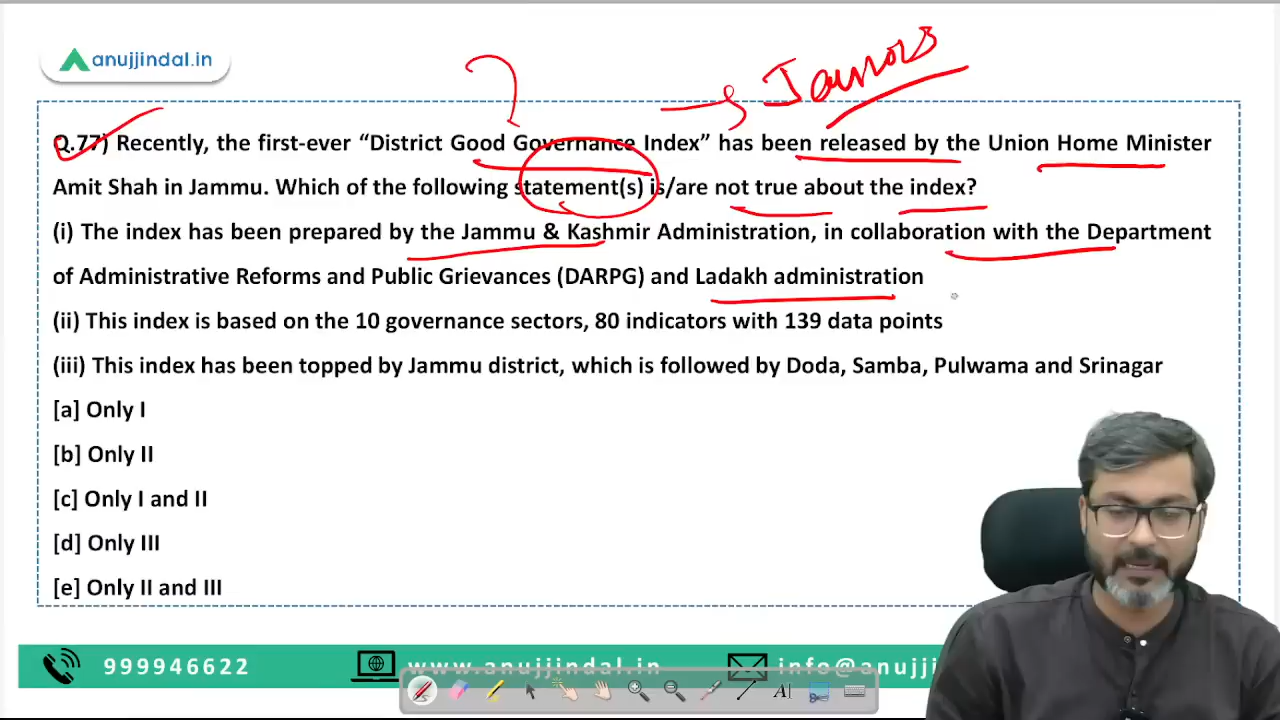 anujjindal.in
Jammu
Q.77) Recently, the first-ever “District Good Governance Index” has been released by the Union Home Minister
Amit Shah in Jammu. Which of the following statement(s) is/are not true about the index?
(i) The index has been prepared by the Jammu & Kashmir Administration, in collaboration with the Department
of Administrative Reforms and Public Grievances (DARPG) and Ladakh administration
(ii) This index is based on the 10 governance sectors, 80 indicators with 139 data points
(iii) This index has been topped by Jammu district, which is followed by Doda, Samba, Pulwama and Srinagar
[a] Only I
[b] Only II
[c] Only I and II
[d] Only III
[e] Only II and III
999946622
www.anujjindal.in
info@anujji